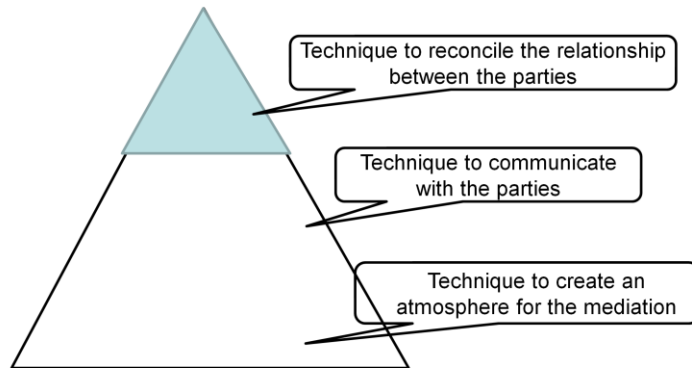 Technique to reconcile the relationship
between the parties
Technique to communicate
with the parties
Technique to create an
atmosphere for the mediation